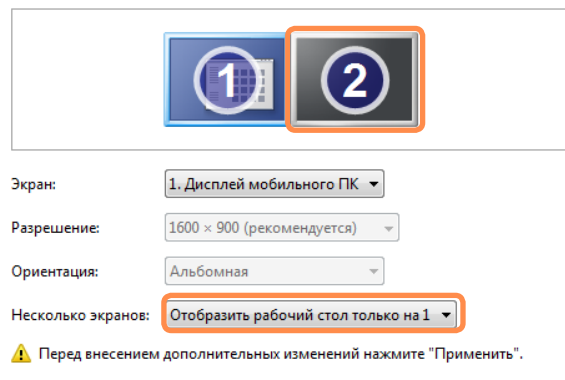 1 2
Экран: 1. Дисплей мобильного ПК
Разрешение: 1600 × 900 (рекомендуется)
Ориентация: Альбомная
Несколько экранов: Отобразить рабочий стол только на 1
Перед внесением дополнительных изменений нажмите "Применить".